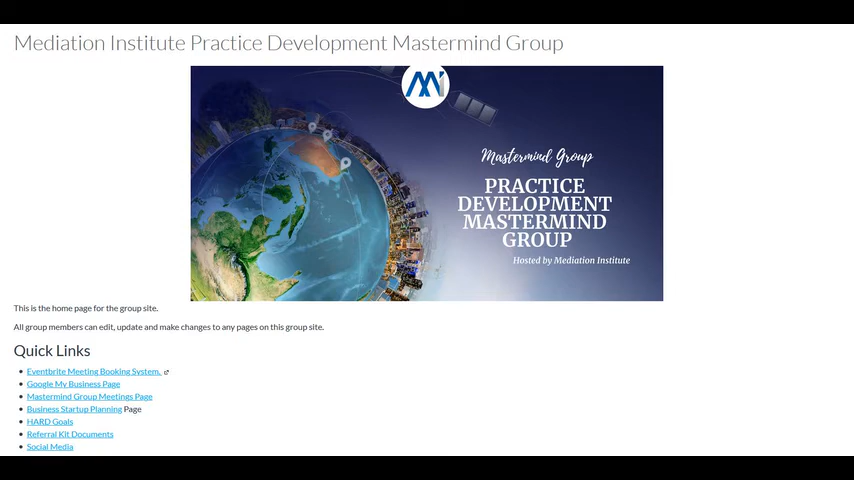 Mediation Institute Practice Development Mastermind Group
Mastermind Group
PRACTICE
DEVELOPMENT
MASTERMIND
GROUP
Hosted by Mediation Institute
This is the home page for the group site.
All group members can edit, update and make changes to any pages on this group site.
Quick Links
Eventbrite Meeting Booking System.
Google My Business Page
Mastermind Group Meetings Page
Business Startup Planning Page
HARD Goals
Referral Kit Documents
Social Media